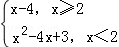 x-4, x⩾2
x²-4x+3, x<2